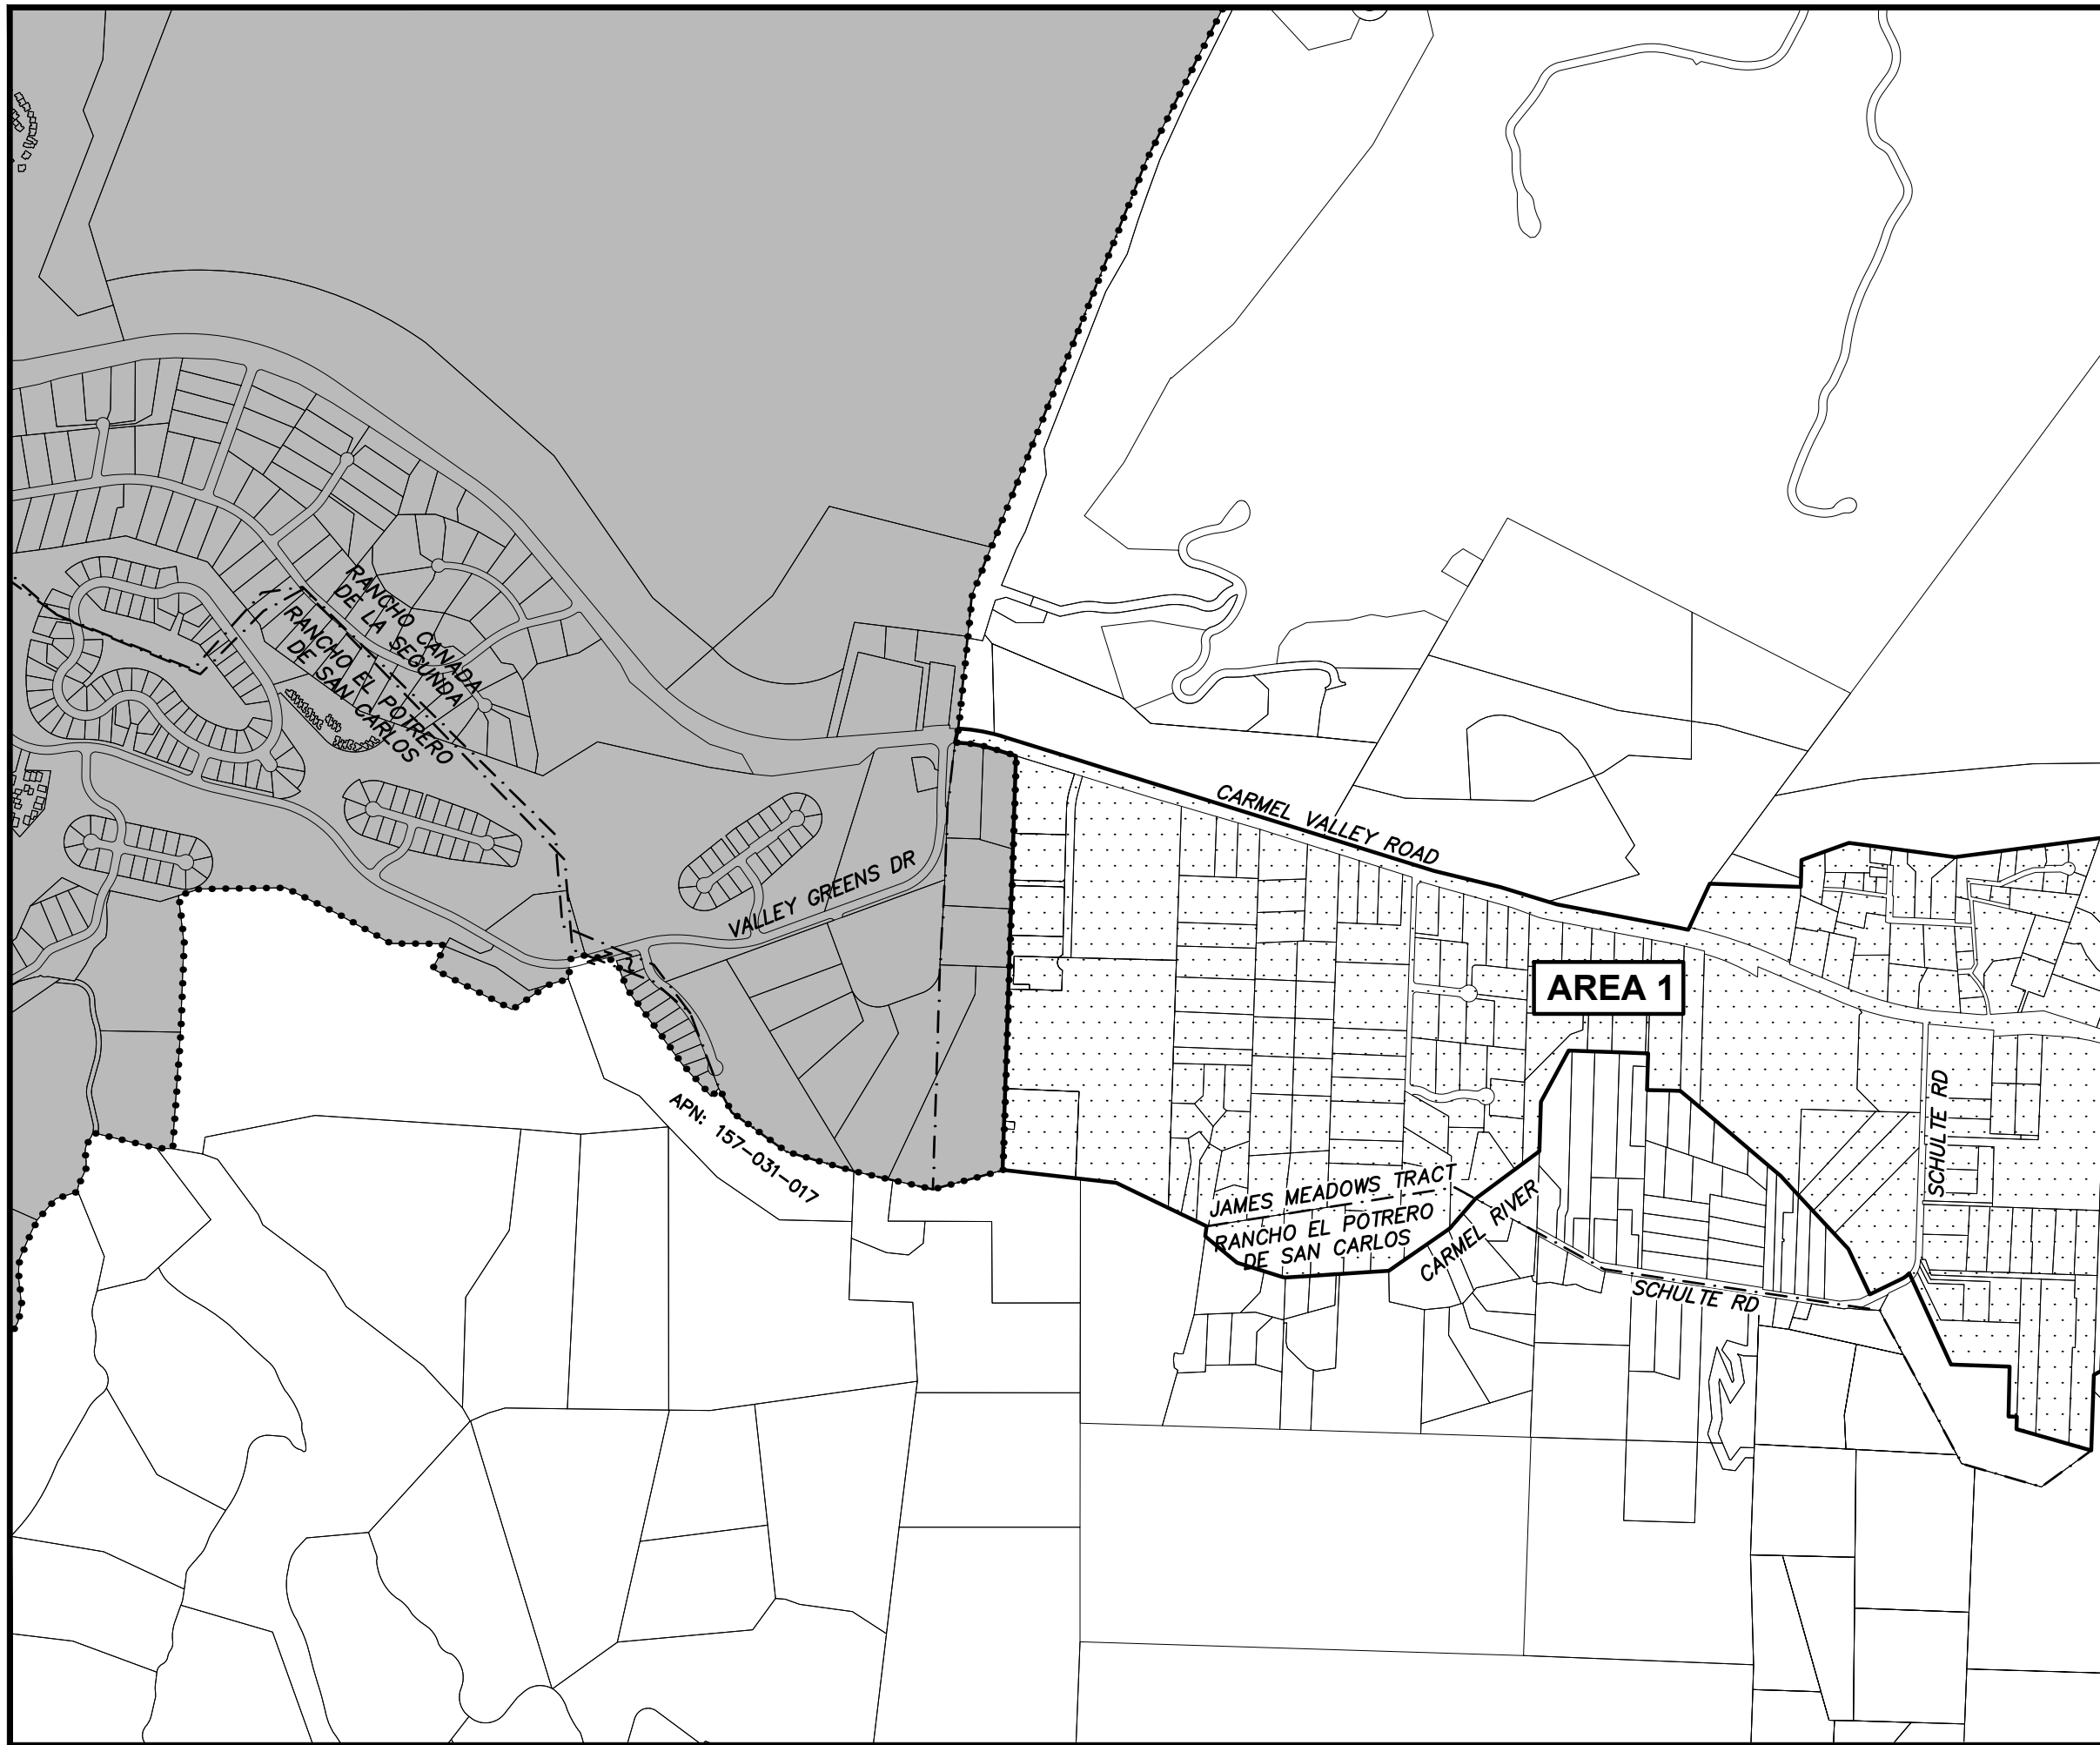 RANCHO CANADA
DE LA SEGUNDA
RANCHO EL POTRERO
DE SAN CARLOS
CARMEL VALLEY ROAD
VALLEY GREENS DR
AREA 1
SCHULTE RD
APN: 157-031-017
JAMES MEADOWS TRACT
RANCHO EL POTRERO
DE SAN CARLOS
CARMEL RIVER
SCHULTE RD